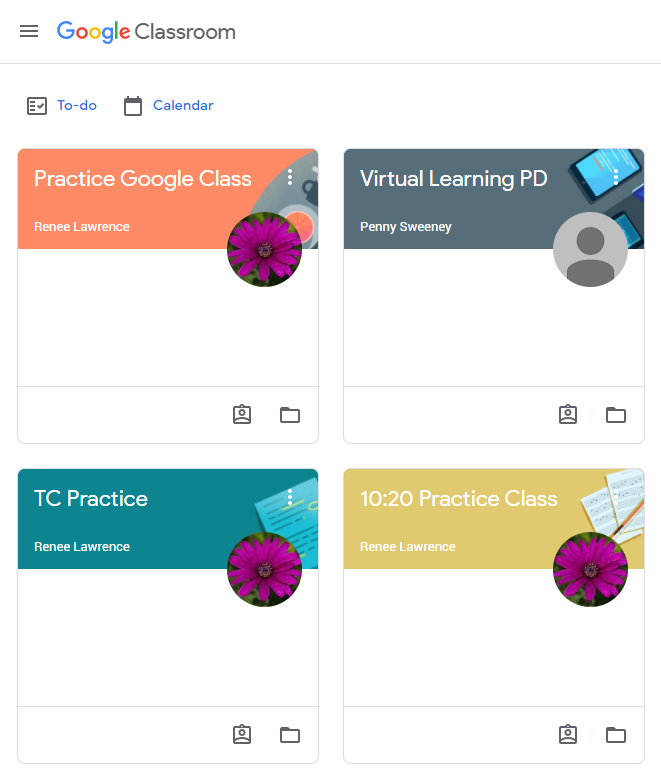 Google Classroom
To-do Calendar
Practice Google Class
Renee Lawrence
Virtual Learning PD
Penny Sweeney
TC Practice
Renee Lawrence
10:20 Practice Class
Renee Lawrence